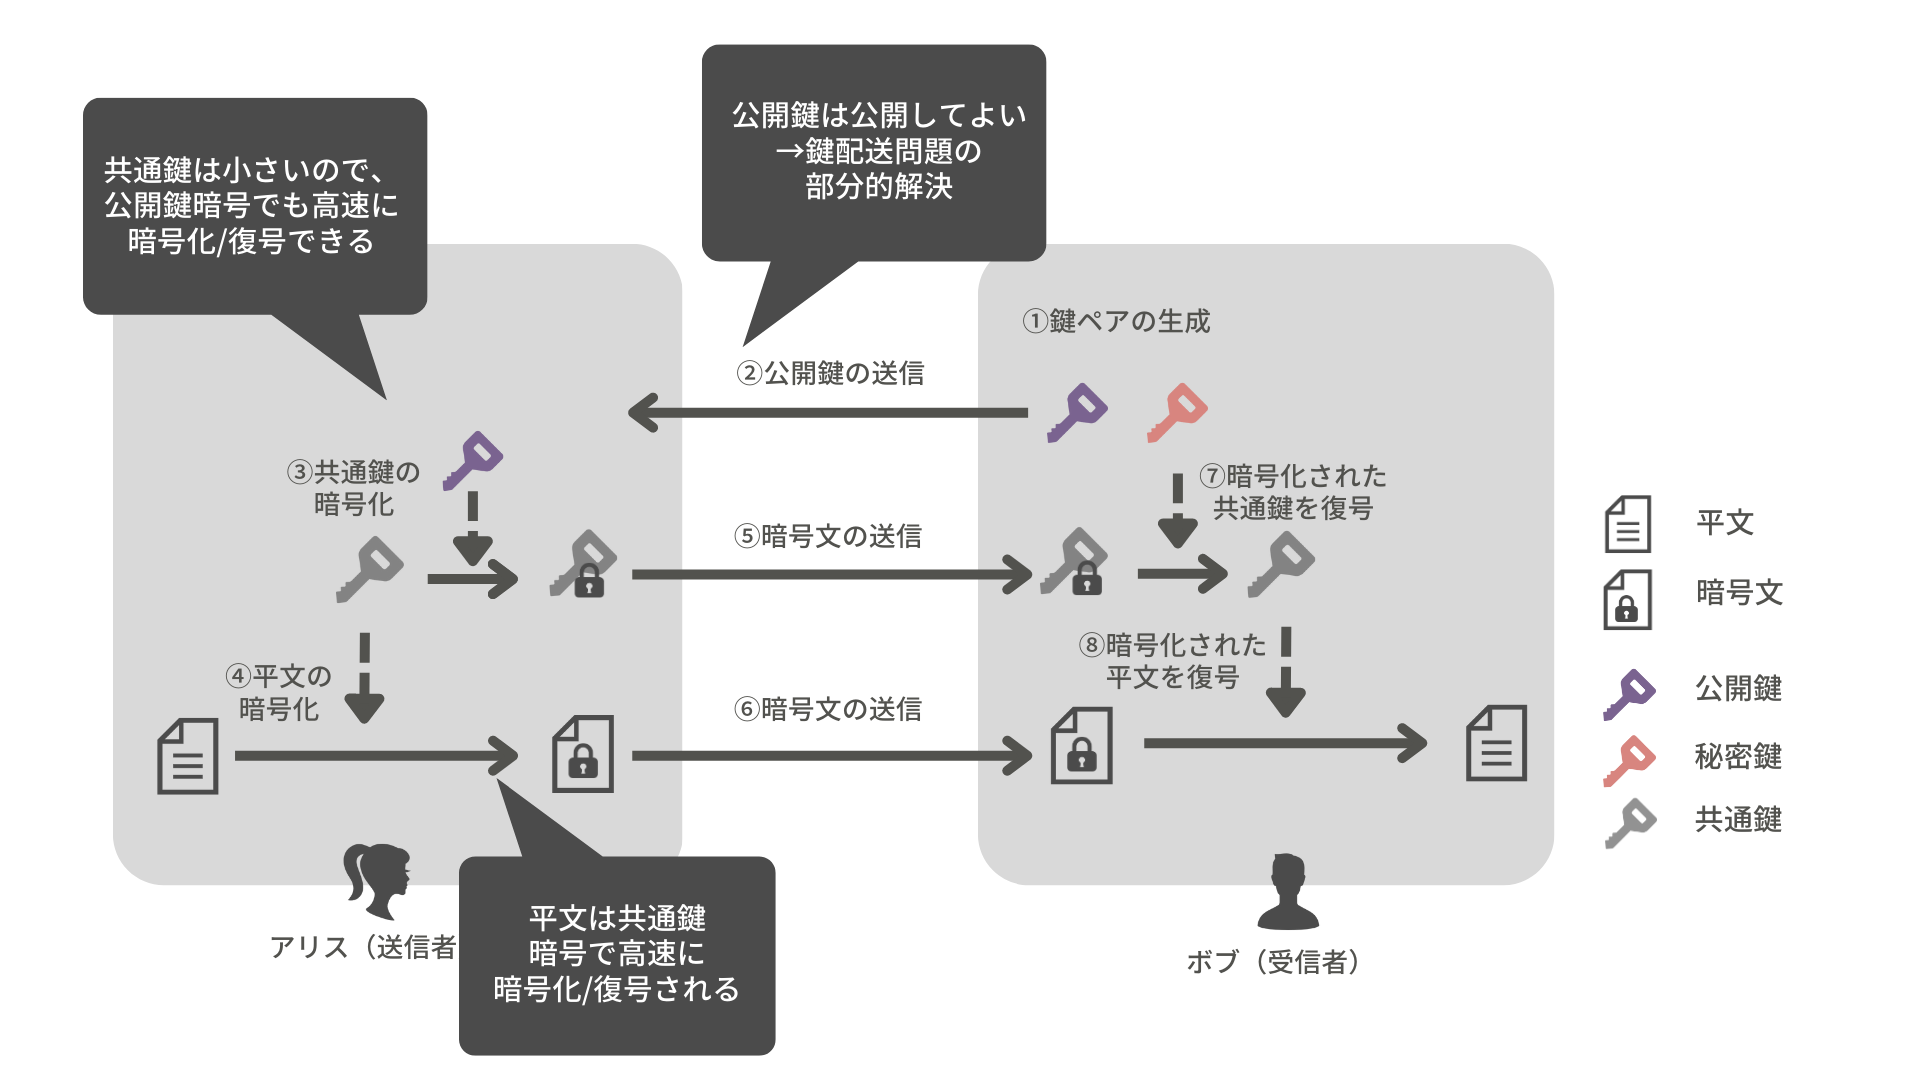 共通鍵は小さいので、
公開鍵暗号でも高速に
暗号化/復号できる
公開鍵は公開してよい
→鍵配送問題の
部分的解決
①鍵ペアの生成
②公開鍵の送信
③共通鍵の
暗号化
⑤暗号文の送信
⑦暗号化された
共通鍵を復号
④平文の
暗号化
⑥暗号文の送信
⑧暗号化された
平文を復号
平文は共通鍵
暗号で高速に
暗号化/復号される
アリス（送信者
ボブ（受信者）
平文
暗号文
公開鍵
秘密鍵
共通鍵